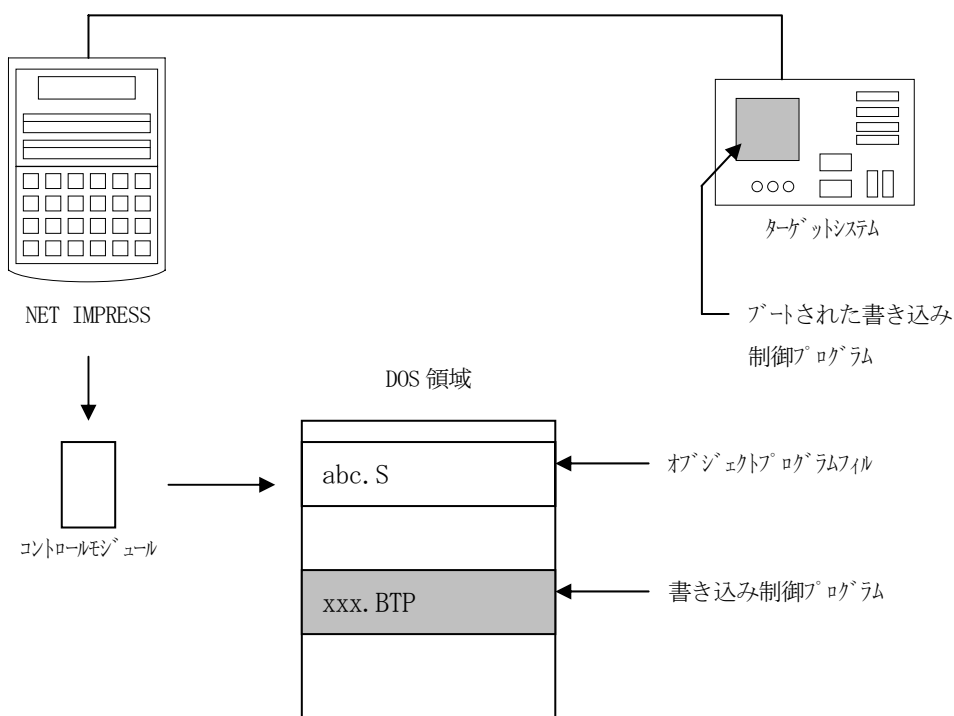 NET IMPRESS
ﾀｰｹﾞｯﾄｼｽﾃﾑ
ﾌﾞｰﾄされた書き込み
制御ﾌﾟﾛｸﾞﾗﾑ
DOS 領域
abc.S
ｵﾌﾞｼﾞｪｸﾄﾌﾟﾛｸﾞﾗﾑﾌｨﾙ
ｺﾝﾄﾛｰﾙﾓｼﾞｭｰﾙ
xxx.BTP
書き込み制御ﾌﾟﾛｸﾞﾗﾑ